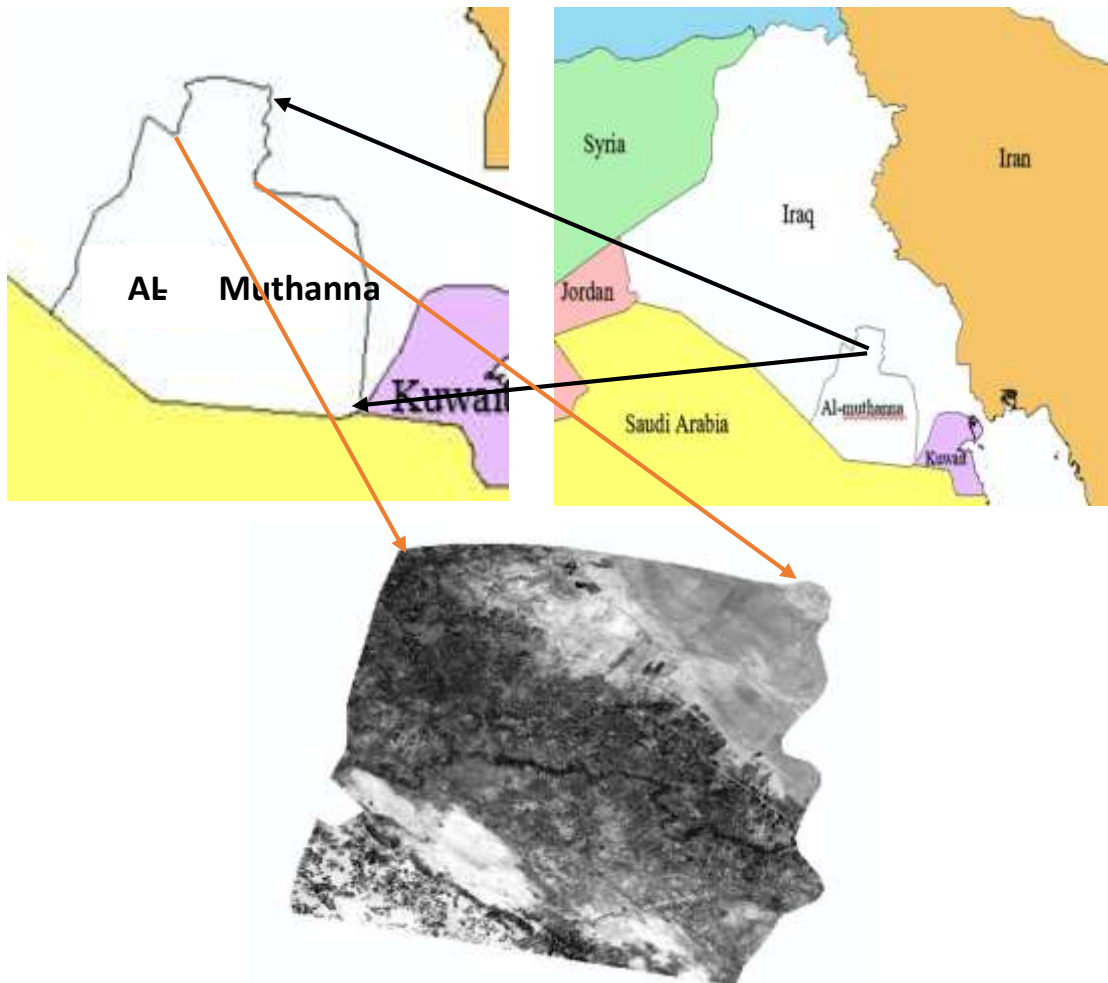 AL Muthanna
Kuwait
Syria
Iran
Iraq
Jordan
Saudi Arabia
Al-muthanna
Kuwait